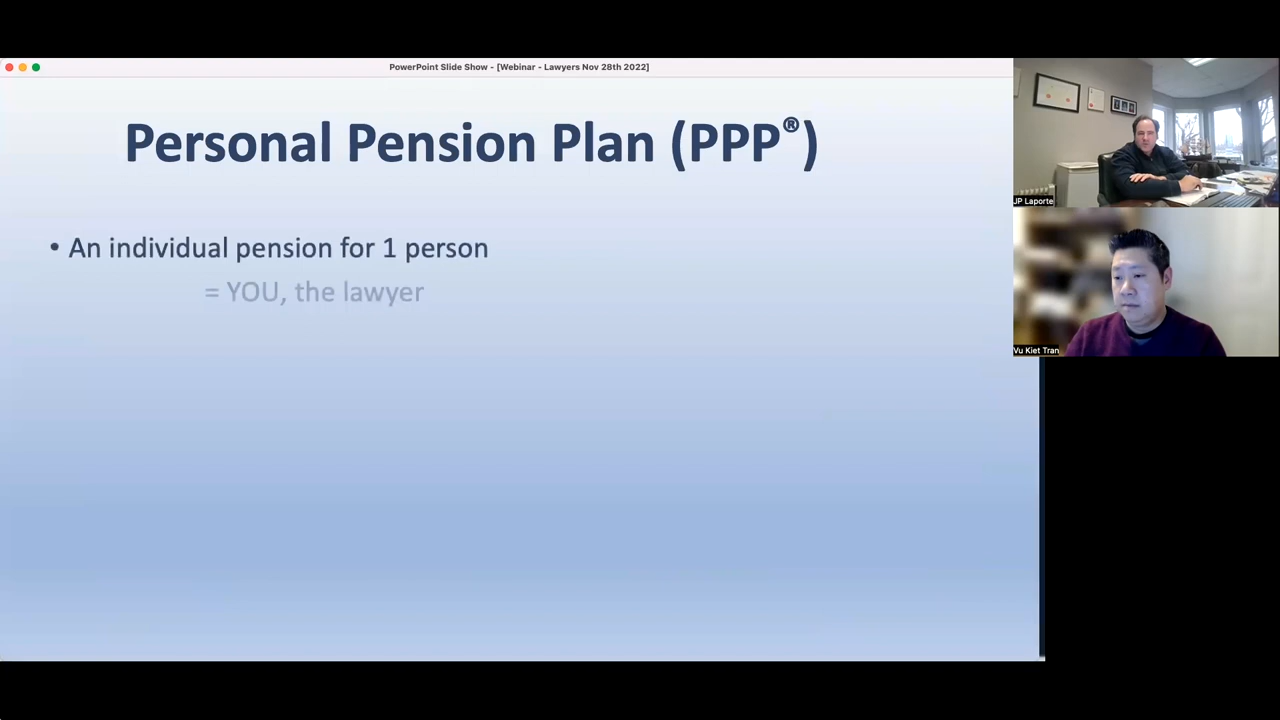 PowerPoint Slide Show - [Webinar - Lawyers Nov 28th 2022]
Personal Pension Plan (PPP®)
• An individual pension for 1 person
= YOU, the lawyer
JP Laporte
Vu Kiet Tran